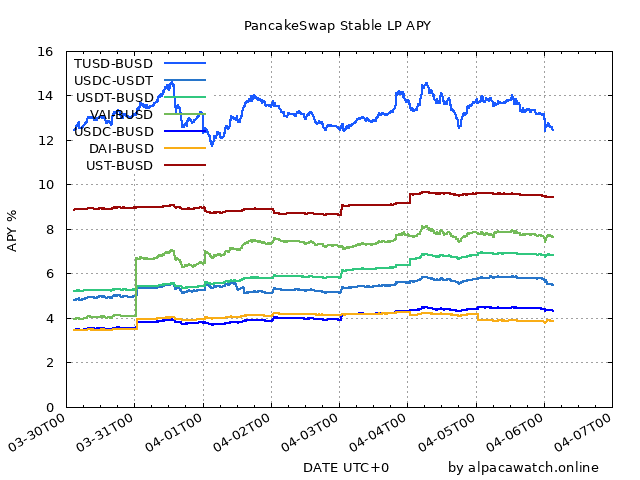 PancakeSwap Stable LP APY
16
14
12
10
8
6
4
2
0
APY %
TUSD-BUSD
USDC-USDT
USDT-BUSD
VAI-BUSD
USDC-BUSD
DAI-BUSD
UST-BUSD
03-30T00
03-31T00
04-01T00
04-02T00
04-03T00
04-04T00
04-05T00
04-06T00
04-07T00
DATE UTC+0
by alpacawatch.online